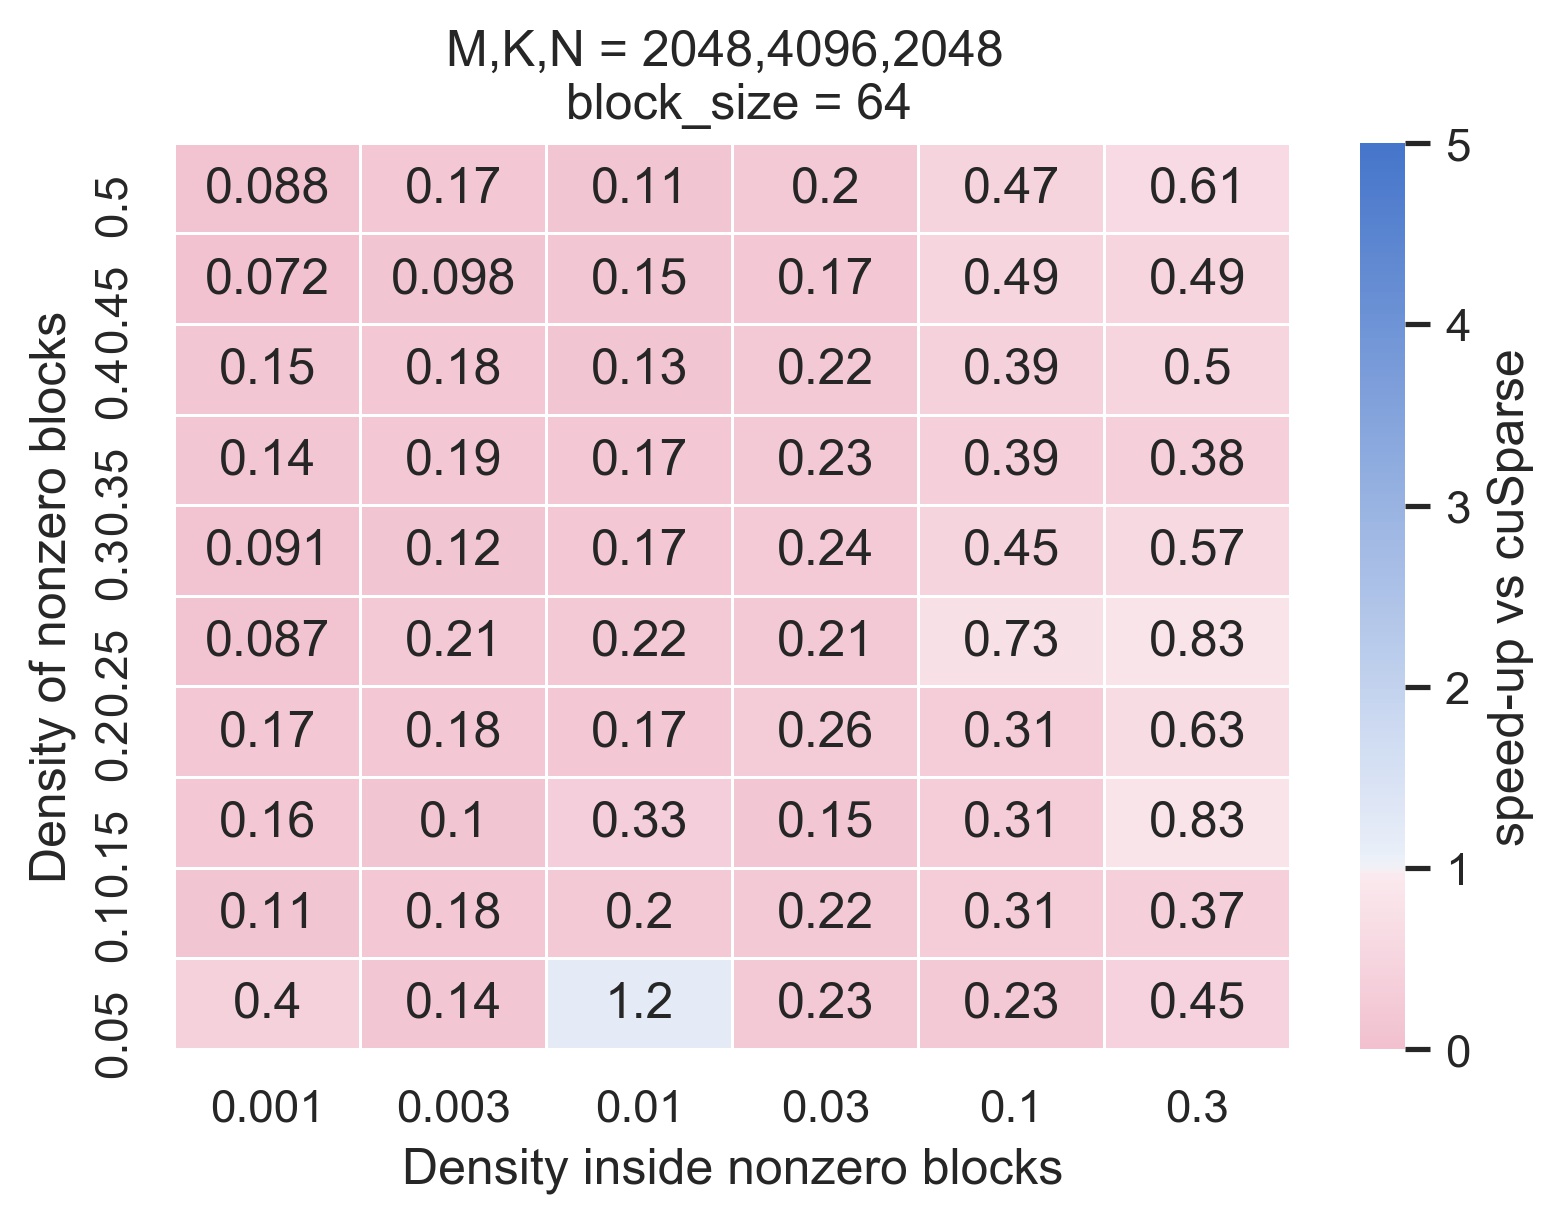 M,K,N = 2048,4096,2048
block_size = 64
Density of nonzero blocks
0.5 0.088 0.17 0.11 0.2 0.47 0.61
0.45 0.072 0.098 0.15 0.17 0.49 0.49
0.4 0.15 0.18 0.13 0.22 0.39 0.5
0.35 0.14 0.19 0.17 0.23 0.39 0.38
0.30 0.091 0.12 0.17 0.24 0.45 0.57
0.25 0.087 0.21 0.22 0.21 0.73 0.83
0.20 0.17 0.18 0.17 0.26 0.31 0.63
0.15 0.16 0.1 0.33 0.15 0.31 0.83
0.10 0.11 0.18 0.2 0.22 0.31 0.37
0.05 0.4 0.14 1.2 0.23 0.23 0.45
0.001 0.003 0.01 0.03 0.1 0.3
Density inside nonzero blocks
5
4
3
2
1
0
speed-up vs cuSparse